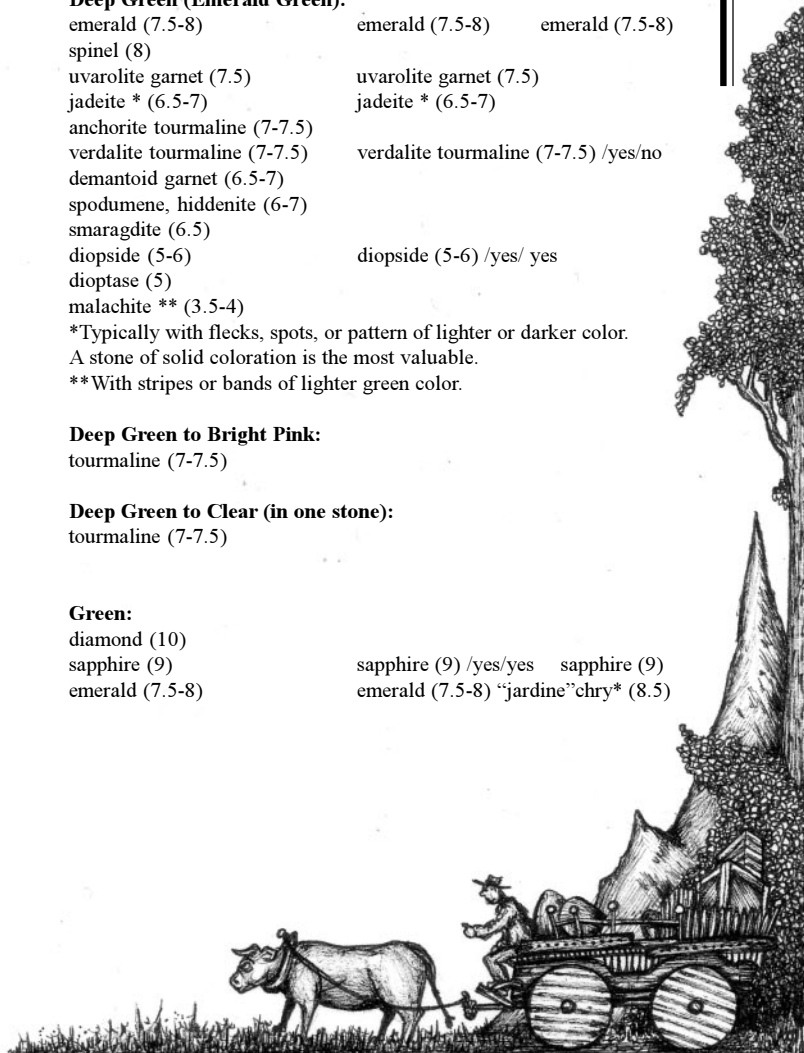 Deep Green (Emerald Green):
emerald (7.5-8) emerald (7.5-8) emerald (7.5-8)
spinel (8)
uvarolite garnet (7.5) uvarolite garnet (7.5)
jadeite * (6.5-7) jadeite * (6.5-7)
anchorite tourmaline (7-7.5)
verdalite tourmaline (7-7.5) verdalite tourmaline (7-7.5) /yes/no
demantoid garnet (6.5-7)
spodumene, hiddenite (6-7)
smaragdite (6.5)
diopside (5-6) diopside (5-6) /yes/ yes
dioptase (5)
malachite ** (3.5-4)
*Typically with flecks, spots, or pattern of lighter or darker color.
A stone of solid coloration is the most valuable.
**With stripes or bands of lighter green color.
Deep Green to Bright Pink:
tourmaline (7-7.5)
Deep Green to Clear (in one stone):
tourmaline (7-7.5)
Green:
diamond (10)
sapphire (9) sapphire (9) /yes/yes sapphire (9)
emerald (7.5-8) emerald (7.5-8) “jardine”chry* (8.5)